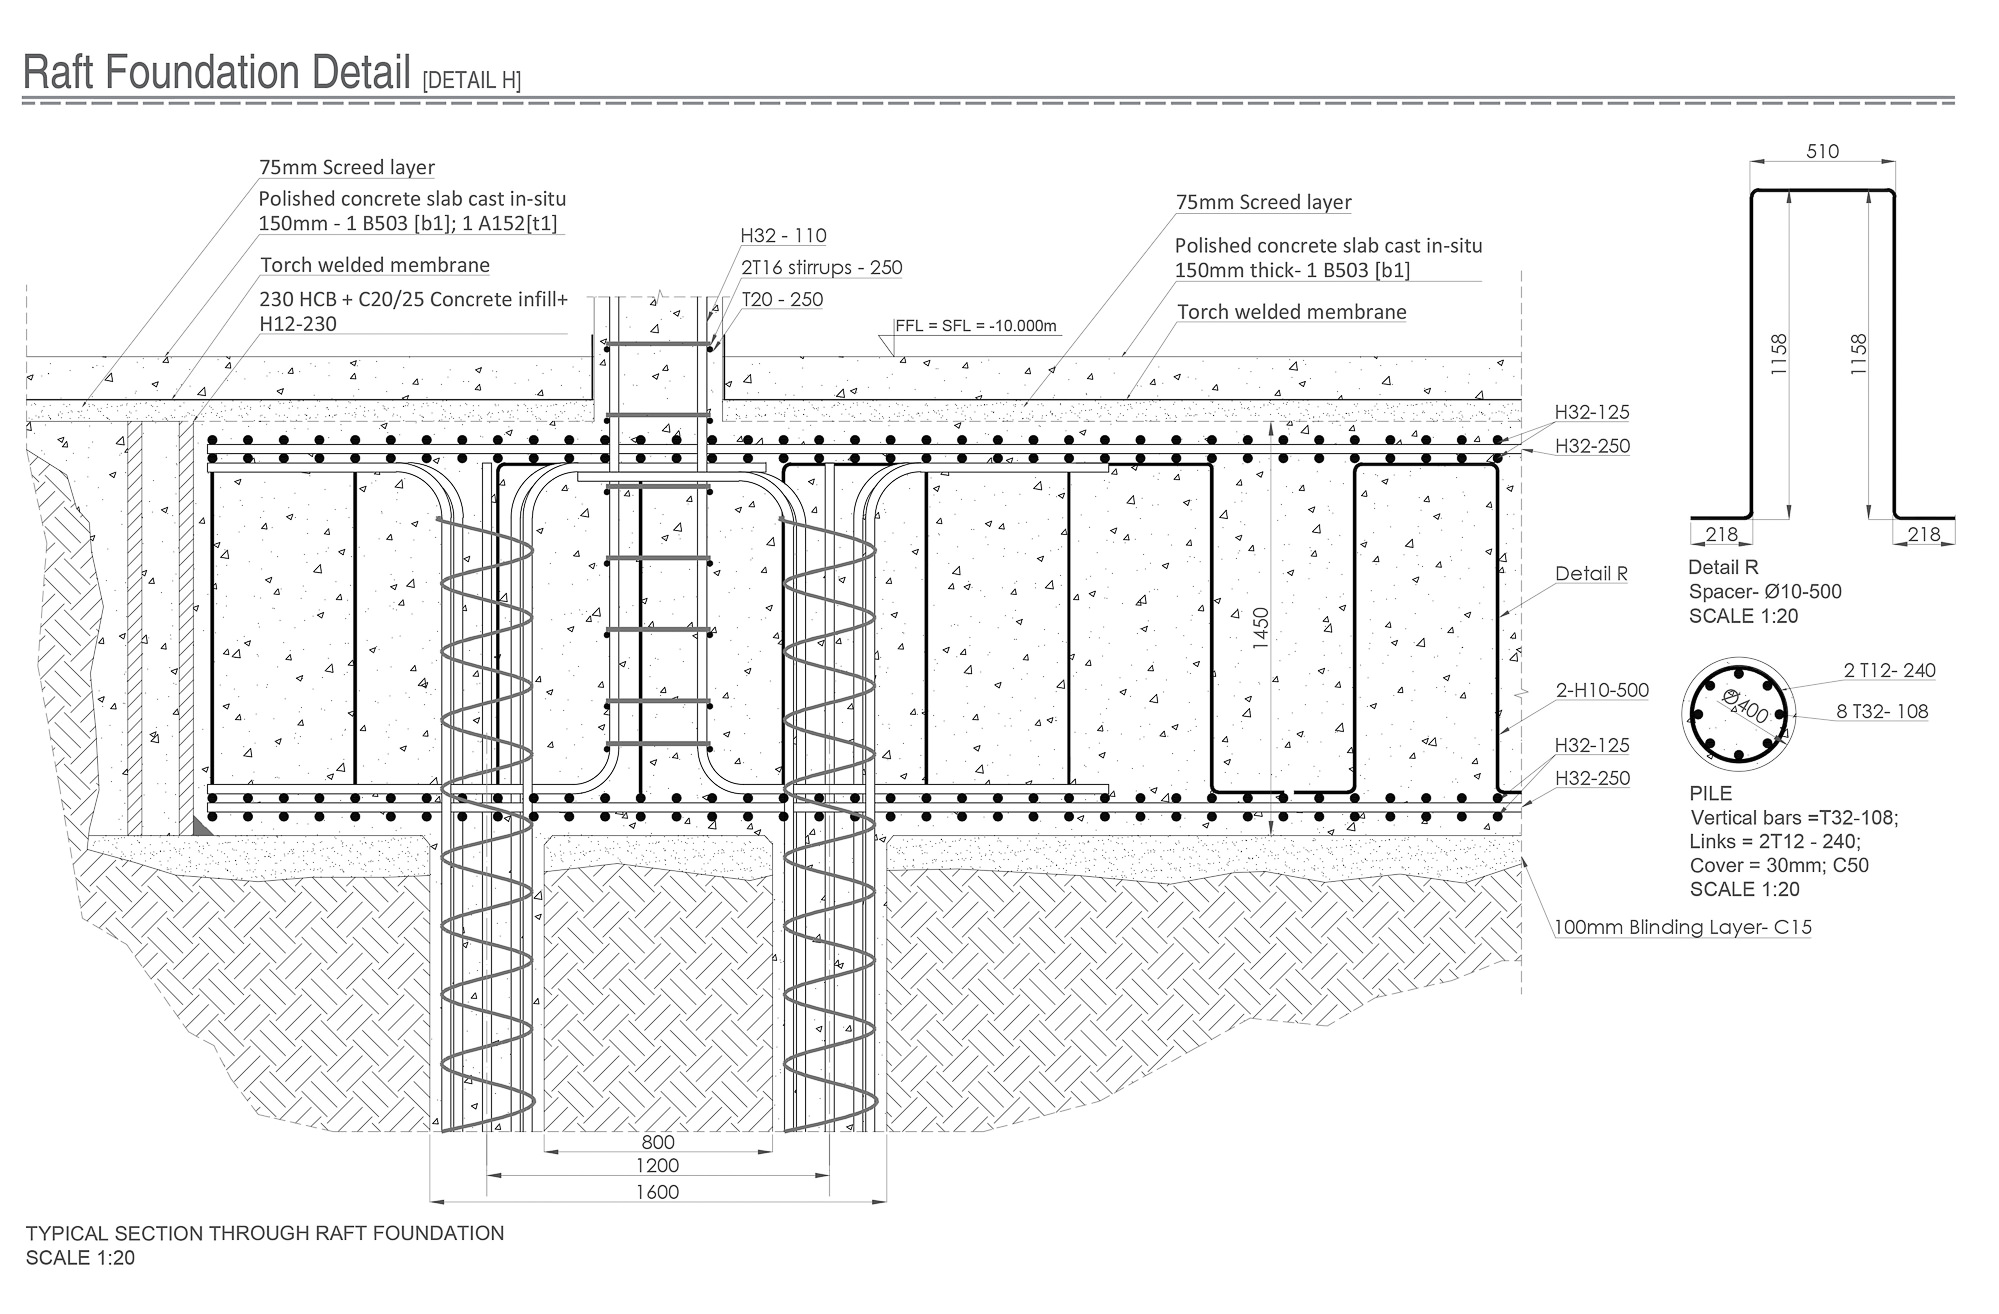 Raft Foundation Detail [DETAIL H]
75mm Screed layer
Polished concrete slab cast in-situ
150mm - 1 B503 [b1]; 1 A152[t1]
Torch welded membrane
230 HCB + C20/25 Concrete infill+
H12-230
H32 - 110
2T16 stirrups - 250
T20 - 250
FFL = SFL = -10.000m
75mm Screed layer
Polished concrete slab cast in-situ
150mm thick- 1 B503 [b1]
Torch welded membrane
H32-125
H32-250
1450
Detail R
2-H10-500
H32-125
H32-250
100mm Blinding Layer- C15
510
1158
1158
218
218
Detail R
Spacer- Ø10-500
SCALE 1:20
Ø400
2 T12- 240
8 T32- 108
PILE
Vertical bars =T32-108;
Links = 2T12 - 240;
Cover = 30mm; C50
SCALE 1:20
800
1200
1600
TYPICAL SECTION THROUGH RAFT FOUNDATION
SCALE 1:20